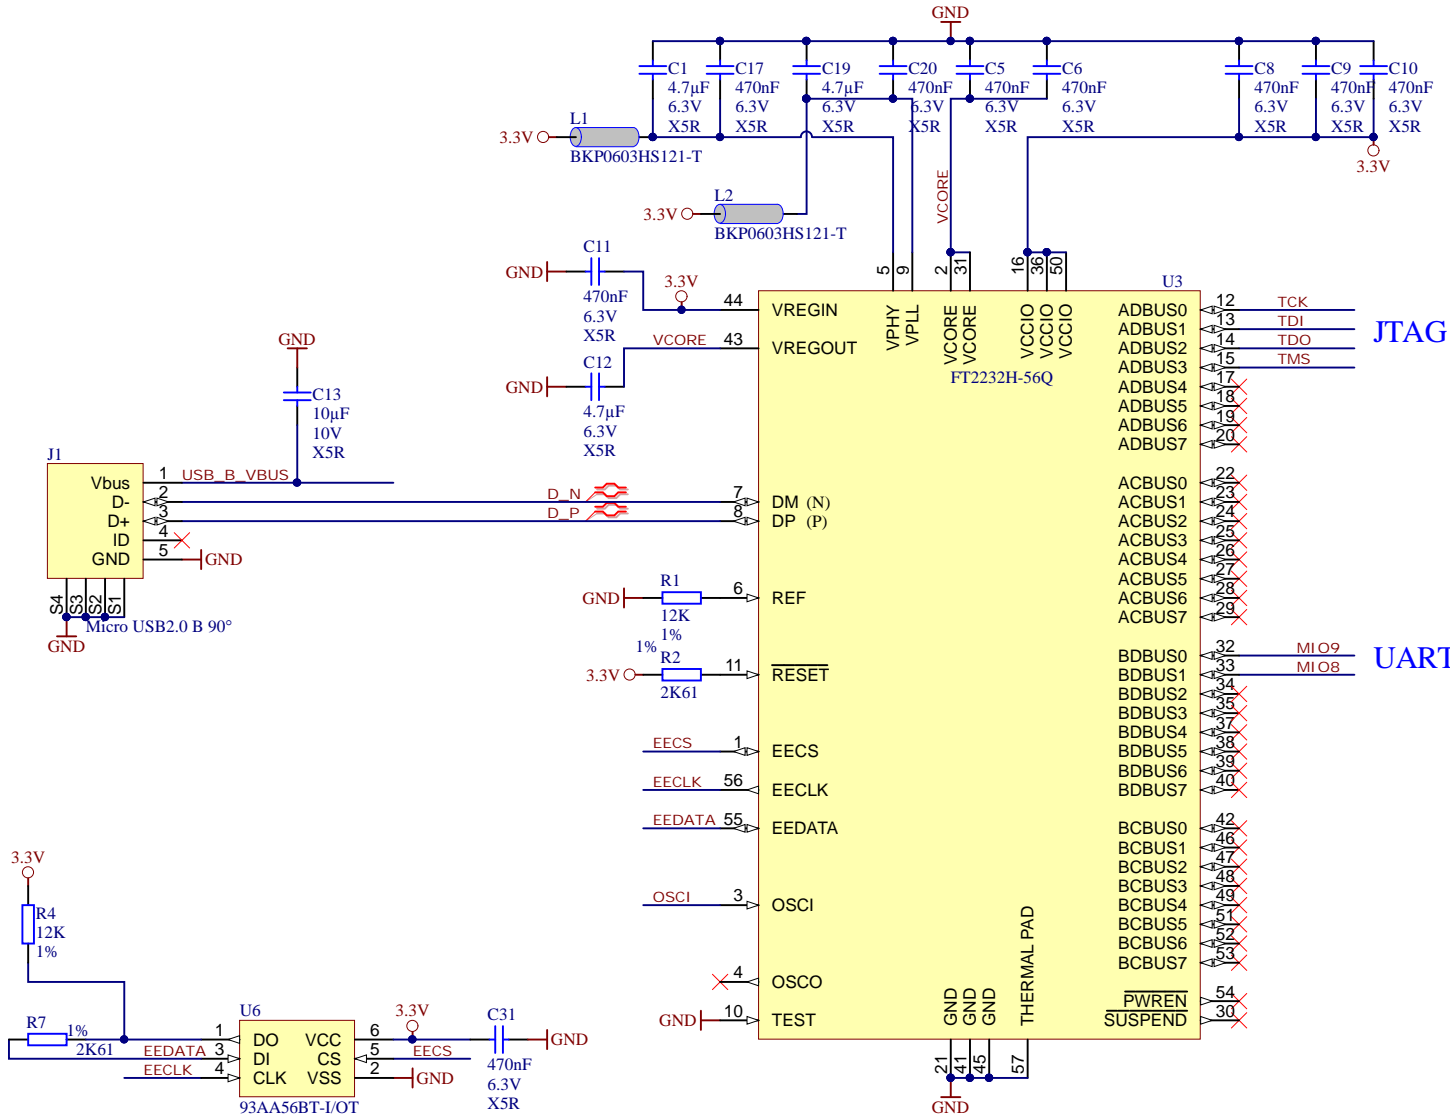 GND
C1
4.7µF
6.3V
X5R
C17
470nF
6.3V
X5R
C19
4.7µF
6.3V
X5R
C20
470nF
6.3V
X5R
C5
470nF
6.3V
X5R
C6
470nF
6.3V
X5R
C8
470nF
6.3V
X5R
C9
470nF
6.3V
X5R
C10
470nF
6.3V
X5R
3.3V
L1
BKP0603HS121-T
3.3V
3.3V
L2
BKP0603HS121-T
VCORE
GND
C11
470nF
6.3V
X5R
3.3V
VCORE
GND
C12
4.7µF
6.3V
X5R
GND
C13
10µF
10V
X5R
J1
Vbus 1 USB_B_VBUS
D- 2
D+ 3
ID 4
GND 5 GND
S4 S3 S2 S1
Micro USB2.0 B 90°
GND
D_N
D_P
U3
FT2232H-56Q
5 VPHY
9 VPLL
2 VCORE
31 VCORE
16 VCCIO
36 VCCIO
50 VCCIO
44 VREGIN
43 VREGOUT
7 DM (N)
8 DP (P)
GND R1 6 REF
12K
1%
1%
3.3V R2 11 RESET
2K61
EECS 1 EECS
EECLK 56 EECLK
EEDATA 55 EEDATA
OSCI 3 OSCI
4 OSCO
GND 10 TEST
ADBUS0 12 TCK
ADBUS1 13 TDI
ADBUS2 14 TDO
ADBUS3 15 TMS
JTAG
ADBUS4 17
ADBUS5 18
ADBUS6 19
ADBUS7 20
ACBUS0 22
ACBUS1 23
ACBUS2 24
ACBUS3 25
ACBUS4 26
ACBUS5 27
ACBUS6 28
ACBUS7 29
BDBUS0 32 MIO9
BDBUS1 33 MIO8
UART
BDBUS2 34
BDBUS3 35
BDBUS4 37
BDBUS5 38
BDBUS6 39
BDBUS7 40
BCBUS0 42
BCBUS1 46
BCBUS2 47
BCBUS3 48
BCBUS4 49
BCBUS5 51
BCBUS6 52
BCBUS7 53
PWREN 54
SUSPEND 30
GND 21
GND 41
GND 45
THERMAL PAD 57
GND
3.3V
R4
12K
1%
R7
1%
2K61
U6
1 DO VCC 6
EEDATA 3 DI CS 5 EECS
EECLK 4 CLK VSS 2 GND
93AA56BT-I/OT
3.3V
C31
470nF
6.3V
X5R
GND